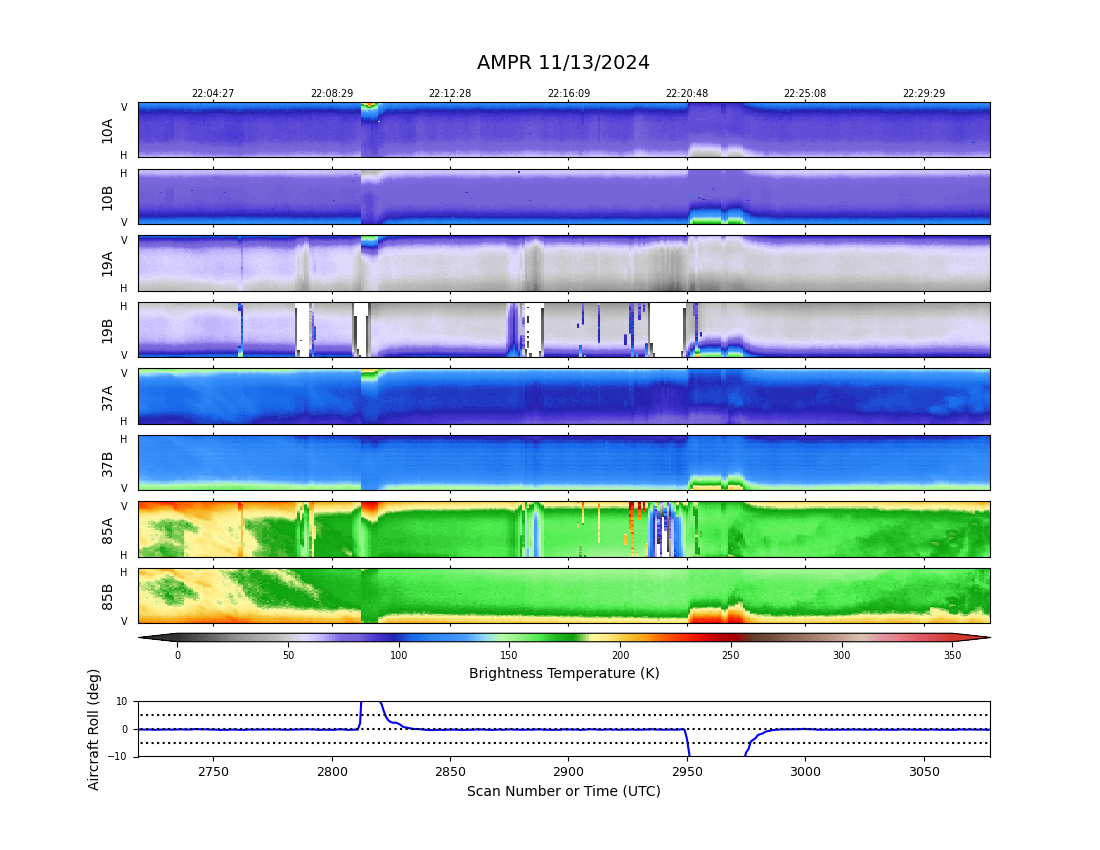 AMPR 11/13/2024
22:04:27 22:08:29 22:12:28 22:16:09 22:20:48 22:25:08 22:29:29
V
10A
H
H
10B
V
V
19A
H
H
19B
V
V
37A
H
H
37B
V
V
85A
H
H
85B
V
0 50 100 150 200 250 300 350
Brightness Temperature (K)
Aircraft Roll (deg)
10
0
−10
2750 2800 2850 2900 2950 3000 3050
Scan Number or Time (UTC)